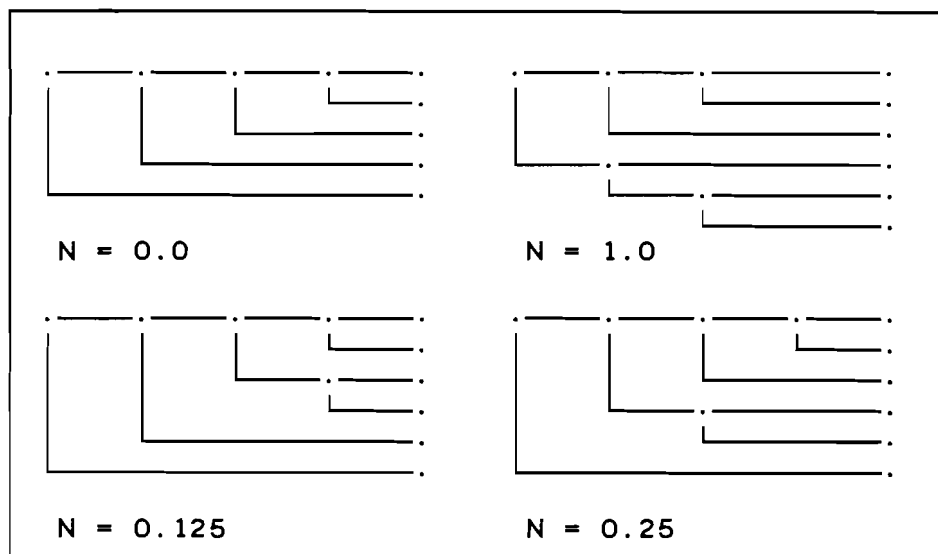 N = 0.0
N = 1.0
N = 0.125
N = 0.25